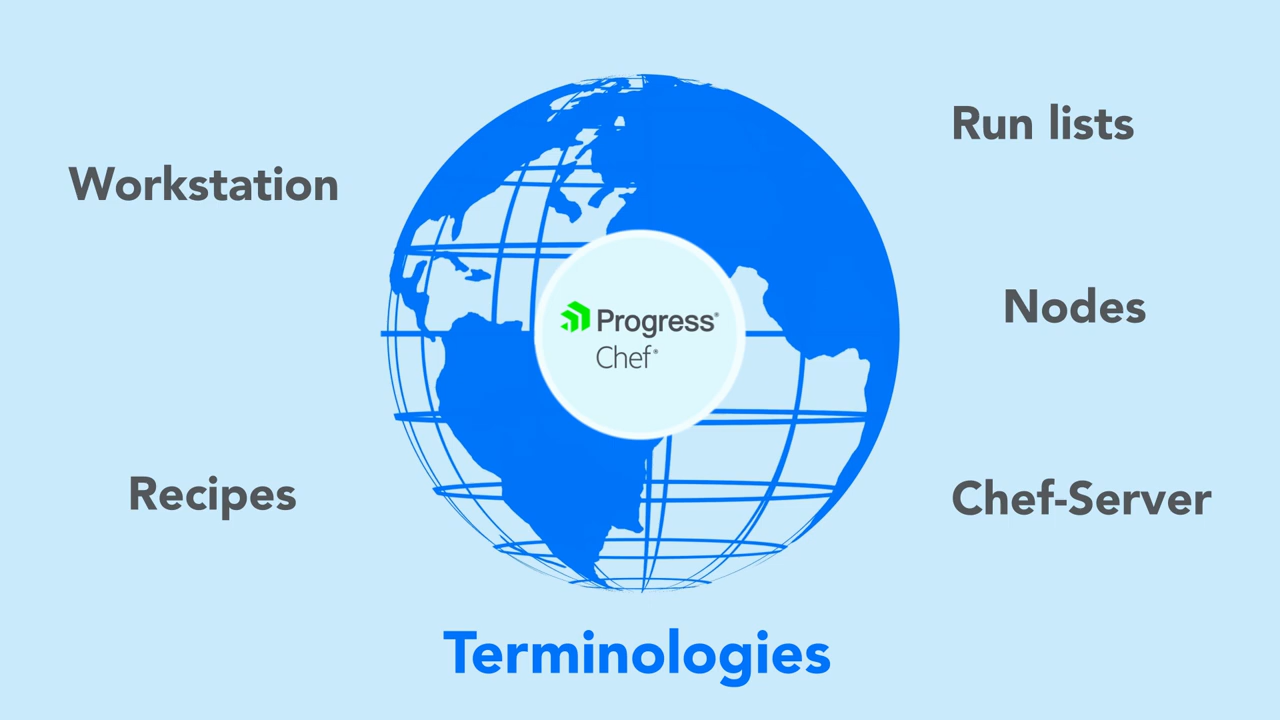 Run lists
Workstation
Nodes
Progress®
Chef®
Recipes
Chef-Server
Terminologies